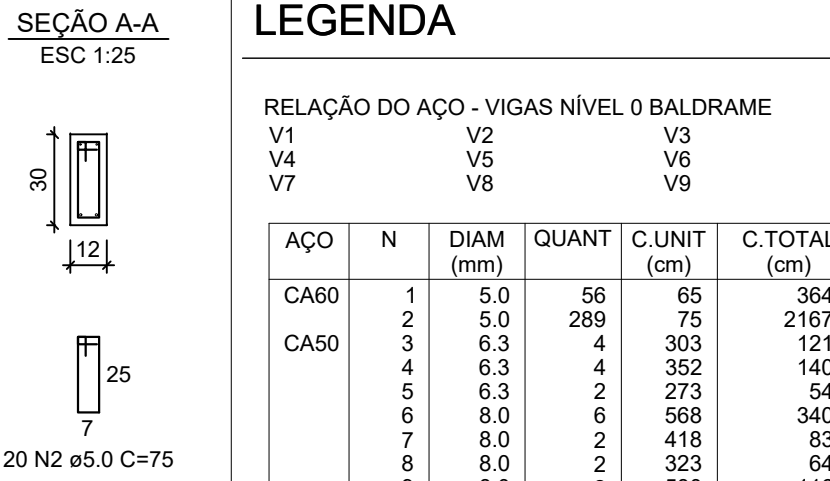 SEÇÃO A-A
ESC 1:25
30
12
25
7
20 N2 ø5.0 C=75
LEGENDA
RELAÇÃO DO AÇO - VIGAS NÍVEL 0 BALDRAME
V1 V2 V3
V4 V5 V6
V7 V8 V9
AÇO N DIAM QUANT C.UNIT C.TOTAL
(mm) (cm) (cm)
CA60 1 5.0 56 65 364
2 5.0 289 75 2167
CA50 3 6.3 4 303 121
4 6.3 4 352 140
5 6.3 2 273 54
6 8.0 6 568 340
7 8.0 2 418 83
8 8.0 2 323 64